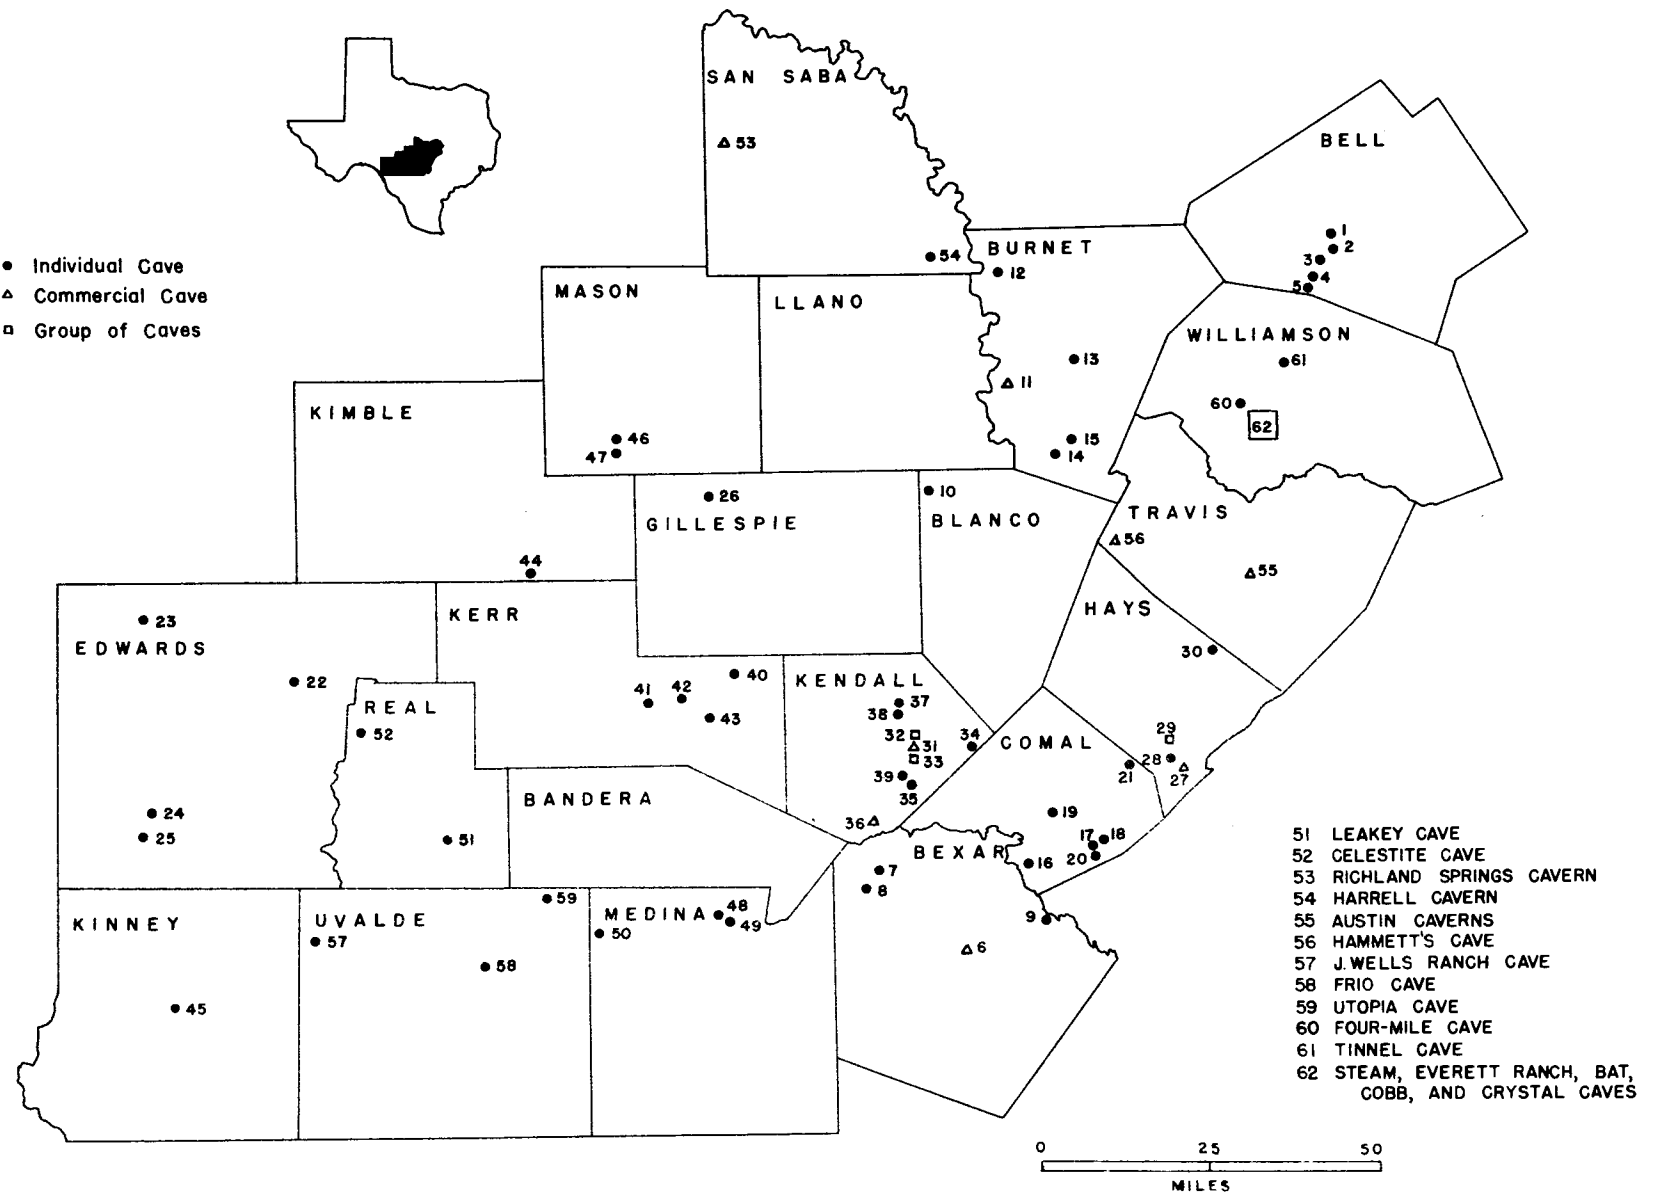 SAN SABA
53
BELL
1
2
3
4
5
54
BURNET
12
Individual Cave
Commercial Cave
Group of Caves
MASON
LLANO
WILLIAMSON
13
61
11
60
62
KIMBLE
46
47
15
14
26
10
GILLESPIE
BLANCO
TRAVIS
56
55
44
KERR
HAYS
23
EDWARDS
30
22
40
41
42
43
KENDALL
37
38
REAL
52
32
31
33
34
COMAL
29
28
27
21
39
35
BANDERA
36
19
24
25
51
17
18
20
BEXAR
16
7
8
59
KINNEY
UVALDE
57
MEDINA
48
49
50
9
6
58
45
51 LEAKEY CAVE
52 CELESTITE CAVE
53 RICHLAND SPRINGS CAVERN
54 HARRELL CAVERN
55 AUSTIN CAVERNS
56 HAMMETT'S CAVE
57 J. WELLS RANCH CAVE
58 FRIO CAVE
59 UTOPIA CAVE
60 FOUR-MILE CAVE
61 TINNEL CAVE
62 STEAM, EVERETT RANCH, BAT,
COBB, AND CRYSTAL CAVES
0 25 50
MILES